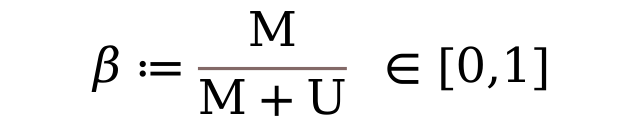 β ≔ M / (M + U) ∈ [0,1]